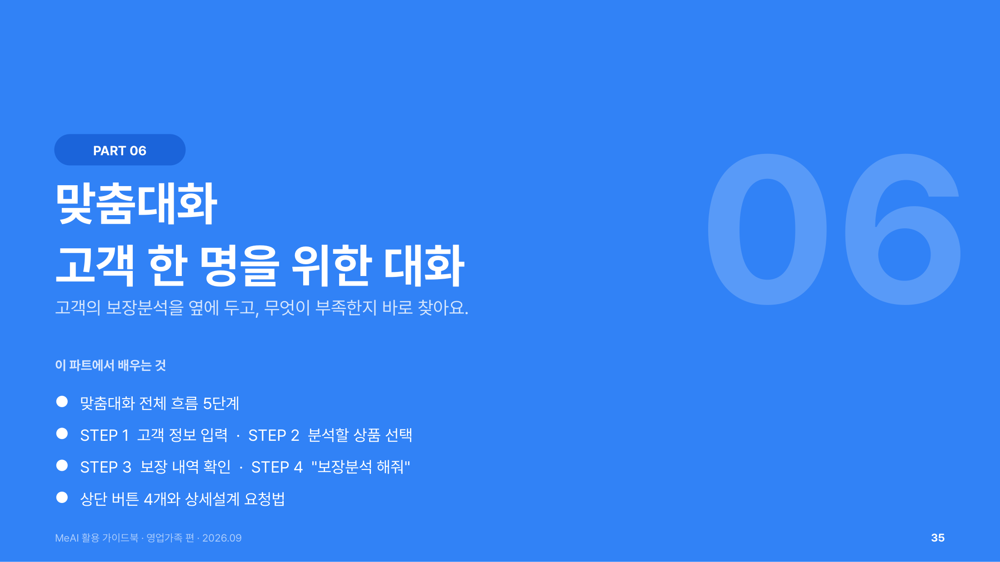 PART 06
맞춤대화
고객 한 명을 위한 대화
고객의 보장분석을 옆에 두고, 무엇이 부족한지 바로 찾아요.
06
이 파트에서 배우는 것
● 맞춤대화 전체 흐름 5단계
● STEP 1 고객 정보 입력 · STEP 2 분석할 상품 선택
● STEP 3 보장 내역 확인 · STEP 4 "보장분석 해줘"
● 상단 버튼 4개와 상세설계 요청법
MeAI 활용 가이드북 · 영업가족 편 · 2026.09
35